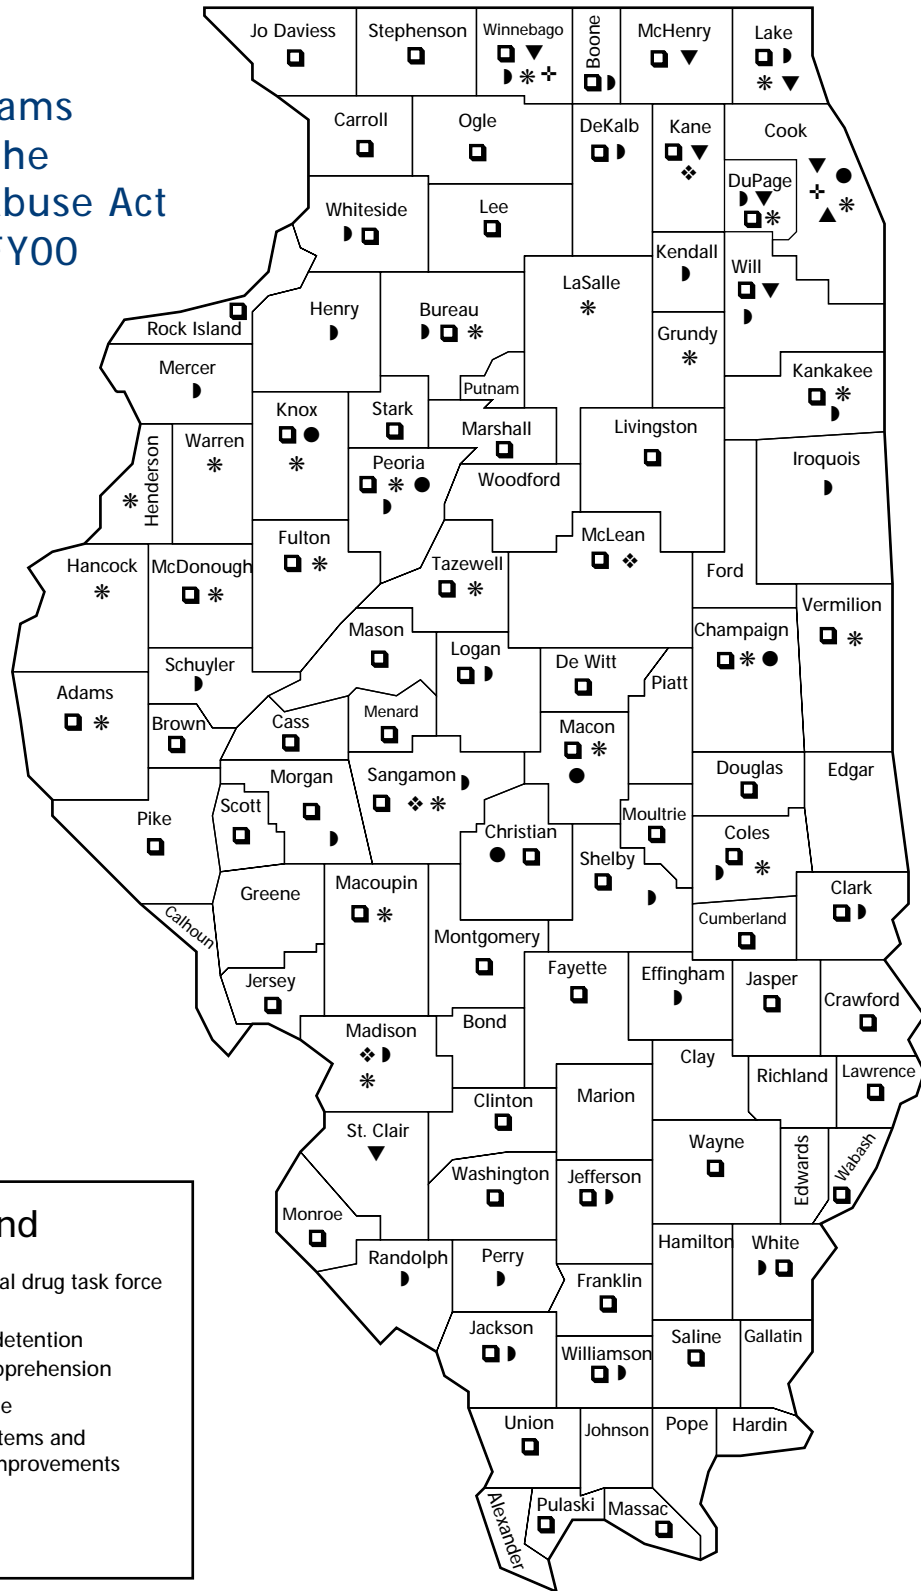 ams
he
buse Act
FY00
Jo Daviess
Stephenson
Winnebago
Boone
McHenry
Lake
Carroll
Ogle
DeKalb
Kane
Cook
DuPage
Whiteside
Lee
Kendall
Will
LaSalle
Rock Island
Henry
Bureau
Grundy
Mercer
Putnam
Kankakee
Knox
Stark
Marshall
Livingston
Henderson
Warren
Peoria
Woodford
Iroquois
Fulton
McLean
Hancock
McDonough
Tazewell
Ford
Vermilion
Mason
Logan
Champaign
Schuyler
De Witt
Piatt
Adams
Brown
Cass
Menard
Macon
Morgan
Sangamon
Douglas
Edgar
Pike
Scott
Christian
Moultrie
Coles
Shelby
Greene
Macoupin
Clark
Calhoun
Cumberland
Montgomery
Jersey
Fayette
Effingham
Jasper
Crawford
Madison
Bond
Clay
Richland
Lawrence
Clinton
Marion
St. Clair
Wayne
Edwards
Wabash
Washington
Jefferson
Monroe
Randolph
Perry
Hamilton
White
Franklin
Jackson
Williamson
Saline
Gallatin
Union
Johnson
Pope
Hardin
Alexander
Pulaski
Massac
nd
al drug task force
detention
pprehension
e
tems and
mprovements